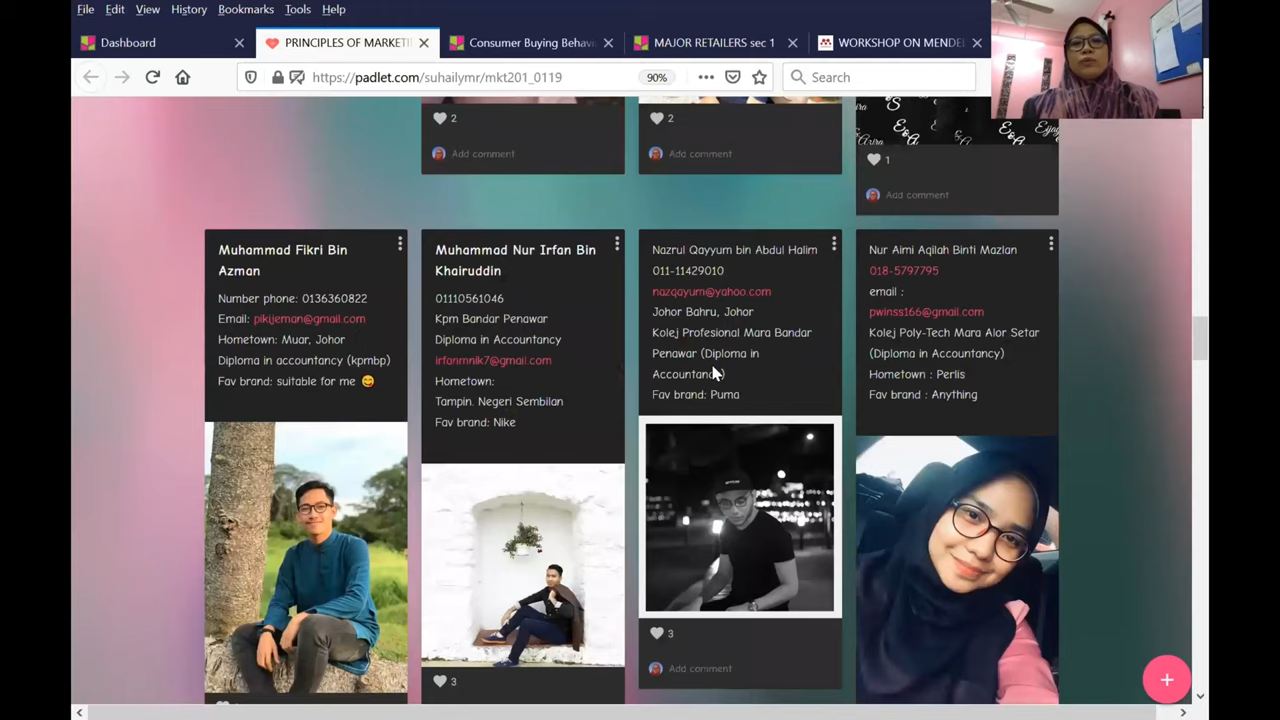 File Edit View History Bookmarks Tools Help
Dashboard
PRINCIPLES OF MARKETI
Consumer Buying Behavi
MAJOR RETAILERS sec 1
WORKSHOP ON MENDEL
https://padlet.com/suhailymr/mkt201_0119
90%
Search
2
Add comment
2
Add comment
1
Add comment
Muhammad Fikri Bin
Azman
Number phone: 0136360822
Email: pikijeman@gmail.com
Hometown: Muar, Johor
Diploma in accountancy (kpmbp)
Fav brand: suitable for me 😋
Muhammad Nur Irfan Bin
Khairuddin
01110561046
Kpm Bandar Penawar
Diploma in Accountancy
irfanmnik7@gmail.com
Hometown:
Tampin. Negeri Sembilan
Fav brand: Nike
3
Nazrul Qayyum bin Abdul Halim
011-11429010
nazqayum@yahoo.com
Johor Bahru, Johor
Kolej Profesional Mara Bandar
Penawar (Diploma in
Accountancy)
Fav brand: Puma
3
Add comment
Nur Aimi Aqilah Binti Mazlan
018-5797795
email :
pwinss166@gmail.com
Kolej Poly-Tech Mara Alor Setar
(Diploma in Accountancy)
Hometown : Perlis
Fav brand : Anything